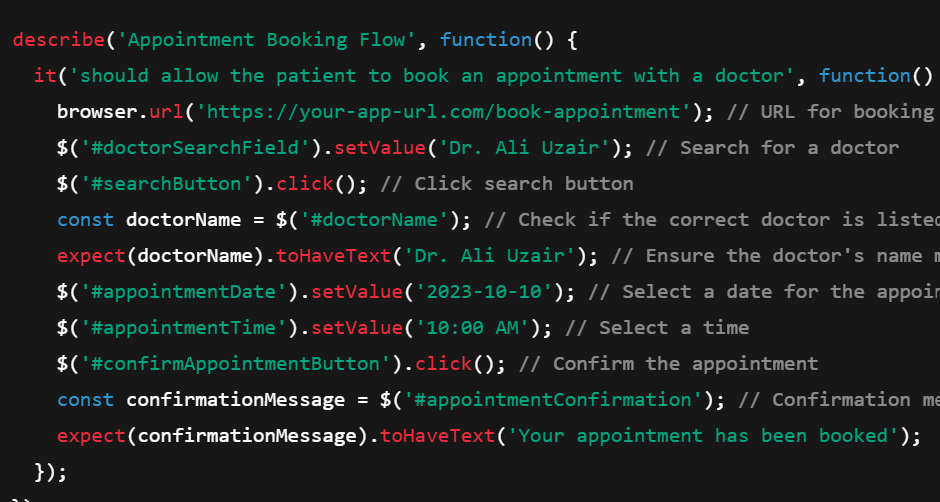 describe('Appointment Booking Flow', function() {
it('should allow the patient to book an appointment with a doctor', function()
browser.url('https://your-app-url.com/book-appointment'); // URL for booking
$('#doctorSearchField').setValue('Dr. Ali Uzair'); // Search for a doctor
$('#searchButton').click(); // Click search button
const doctorName = $('#doctorName'); // Check if the correct doctor is listed
expect(doctorName).toHaveText('Dr. Ali Uzair'); // Ensure the doctor's name
$('#appointmentDate').setValue('2023-10-10'); // Select a date for the
$('#appointmentTime').setValue('10:00 AM'); // Select a time
$('#confirmAppointmentButton').click(); // Confirm the appointment
const confirmationMessage = $('#appointmentConfirmation'); // Confirmation
expect(confirmationMessage).toHaveText('Your appointment has been booked');
});